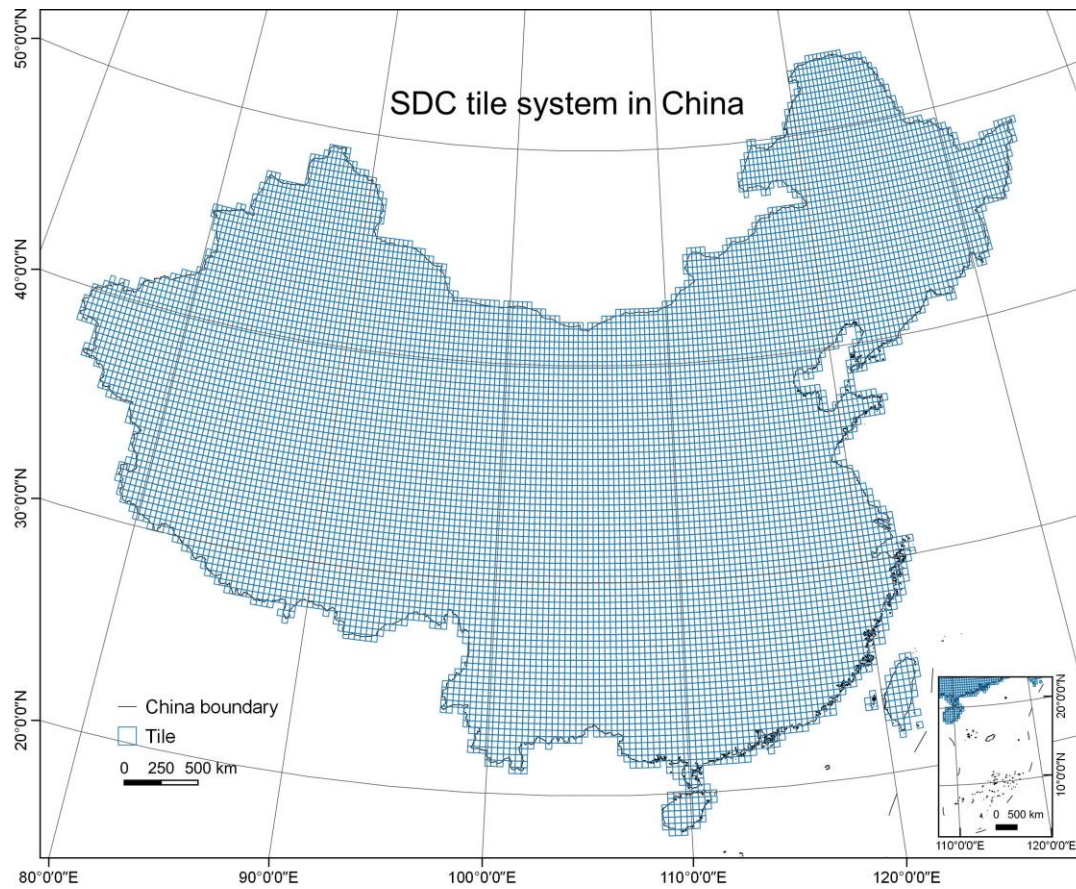 SDC tile system in China
50°0'0"N
40°0'0"N
30°0'0"N
20°0'0"N
China boundary
Tile
0 250 500 km
80°0'0"E
90°0'0"E
100°0'0"E
110°0'0"E
120°0'0"E
20°0'0"N
10°0'0"N
0 500 km
110°0'0"E
120°0'0"E